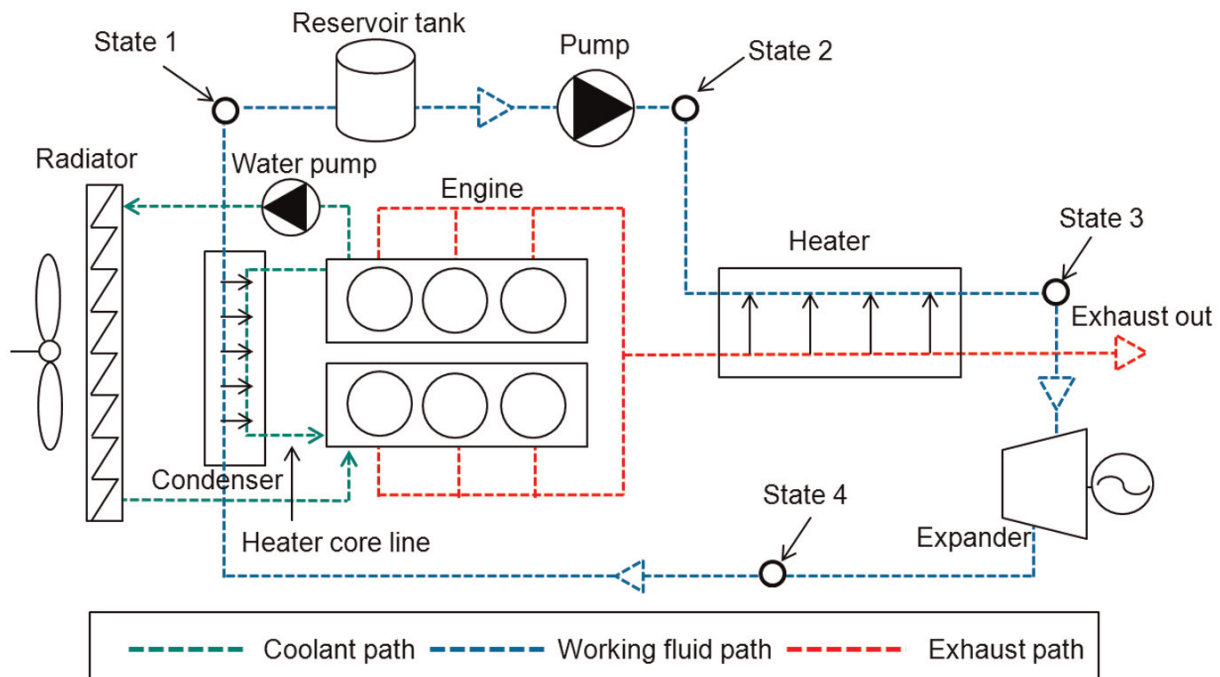 State 1
Reservoir tank
Pump
State 2
Radiator
Water pump
Engine
Heater
State 3
Exhaust out
Condenser
Heater core line
State 4
Expander
Coolant path
Working fluid path
Exhaust path